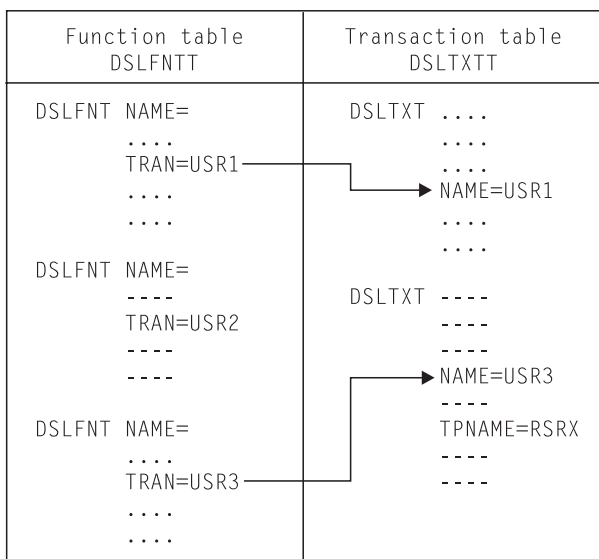 Function table
DSLFNTT
Transaction table
DSLTXTT
DSLFNT NAME=
....
TRAN=USR1
....
....
DSLFNT NAME=
----
TRAN=USR2
----
----
DSLFNT NAME=
....
TRAN=USR3
....
....
DSLTXT ....
....
....
NAME=USR1
....
....
DSLTXT ----
----
----
NAME=USR3
----
TPNAME=RSRX
----
----